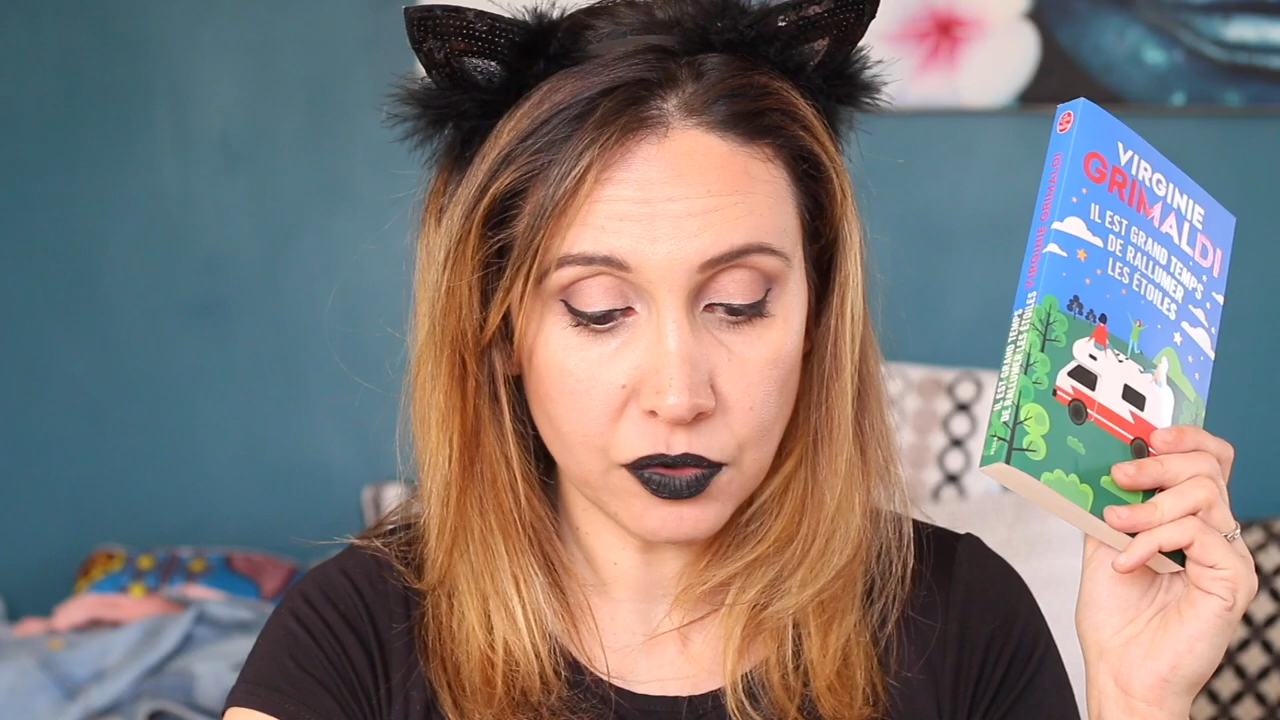 VIRGINIE
GRIMALDI
IL EST GRAND TEMPS
DE RALLUMER
LES ÉTOILES
VIRGINIE GRIMALDI
IL EST GRAND TEMPS
DE RALLUMER LES ÉTOILES